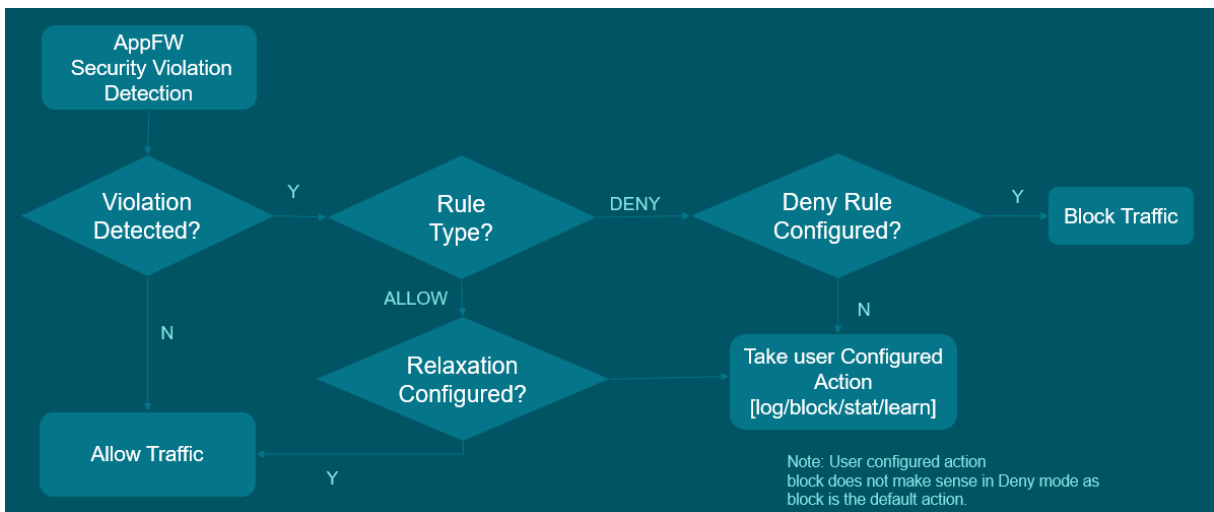 AppFW
Security Violation
Detection
Violation
Detected?
Y
Rule
Type?
DENY
Deny Rule
Configured?
Y
Block Traffic
ALLOW
N
N
Relaxation
Configured?
Take user Configured
Action
[log/block/stat/learn]
Allow Traffic
Y
Note: User configured action
block does not make sense in Deny mode as
block is the default action.